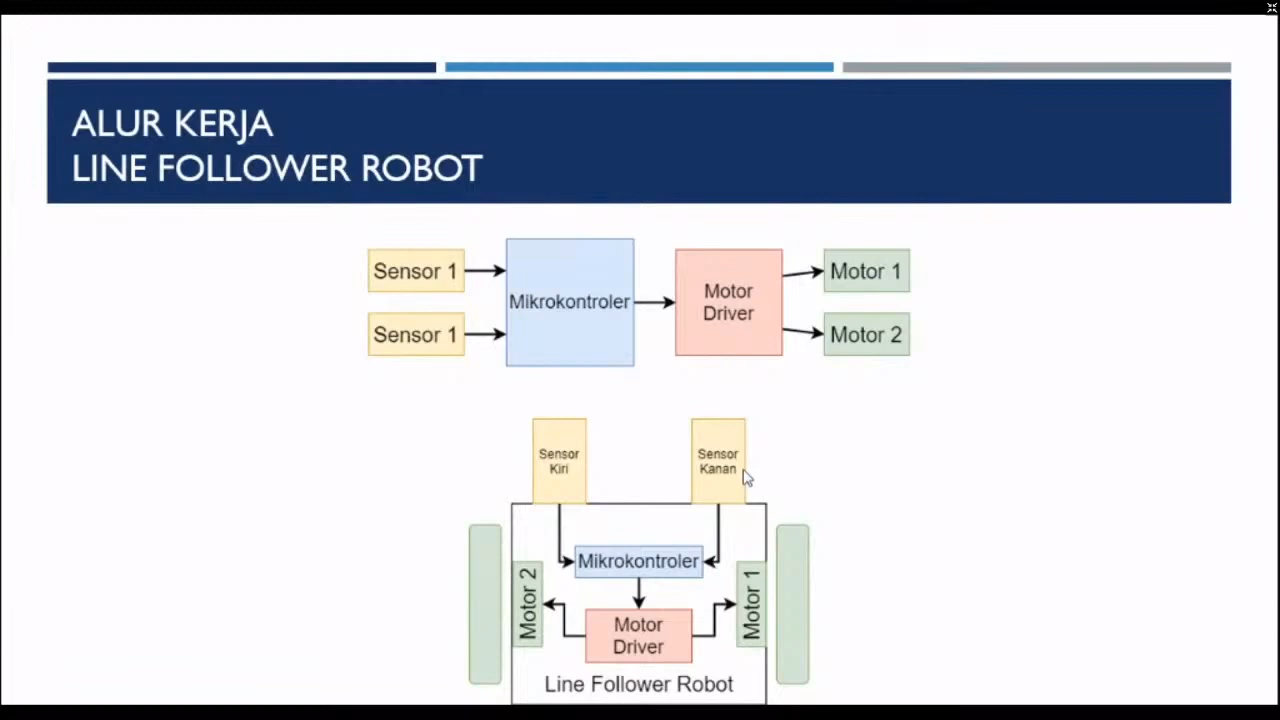 ALUR KERJA
LINE FOLLOWER ROBOT
Sensor 1
Sensor 1
Mikrokontroler
Motor
Driver
Motor 1
Motor 2
Sensor
Kiri
Sensor
Kanan
Mikrokontroler
Motor 2
Motor
Driver
Motor 1
Line Follower Robot